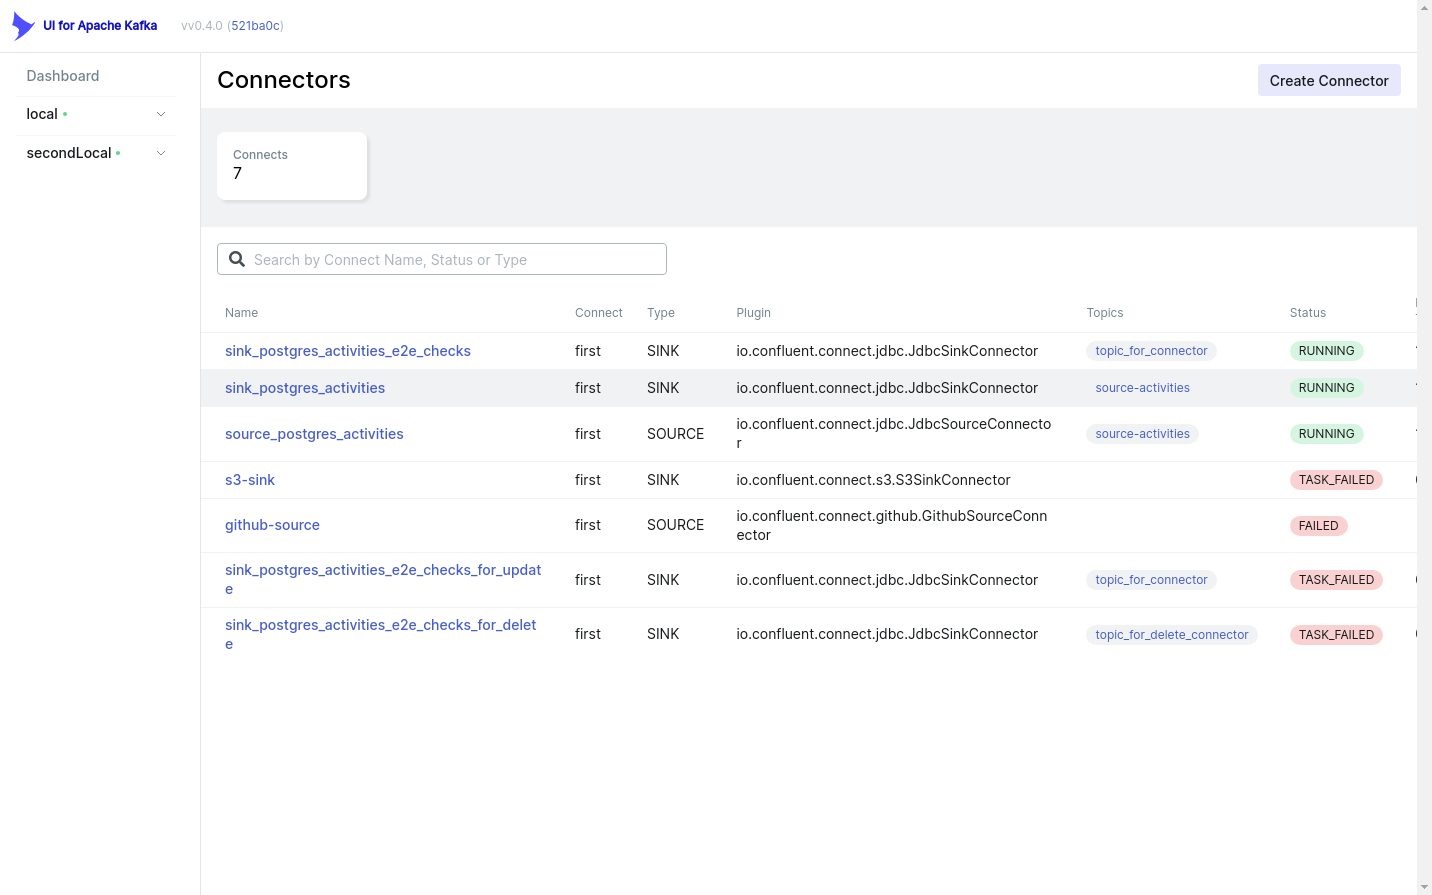 UI for Apache Kafka vv0.4.0 (521ba0c)
Dashboard
local
secondLocal
Connectors
Create Connector
Connects
7
Search by Connect Name, Status or Type
Name Connect Type Plugin Topics Status
sink_postgres_activities_e2e_checks first SINK io.confluent.connect.jdbc.JdbcSinkConnector topic_for_connector RUNNING
sink_postgres_activities first SINK io.confluent.connect.jdbc.JdbcSinkConnector source-activities RUNNING
source_postgres_activities first SOURCE io.confluent.connect.jdbc.JdbcSourceConnecto
r source-activities RUNNING
s3-sink first SINK io.confluent.connect.s3.S3SinkConnector TASK_FAILED
github-source first SOURCE io.confluent.connect.github.GithubSourceConn
ector FAILED
sink_postgres_activities_e2e_checks_for_updat
e first SINK io.confluent.connect.jdbc.JdbcSinkConnector topic_for_connector TASK_FAILED
sink_postgres_activities_e2e_checks_for_delet
e first SINK io.confluent.connect.jdbc.JdbcSinkConnector topic_for_delete_connector TASK_FAILED